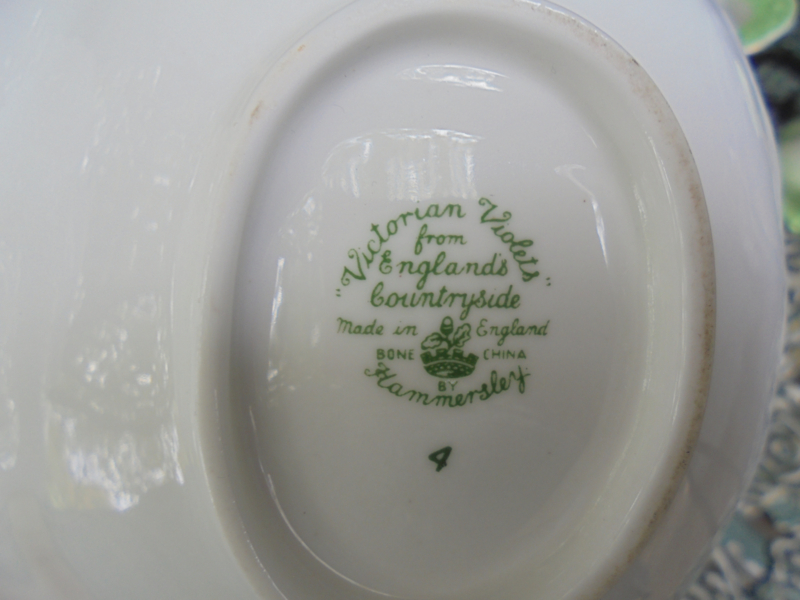 "Victorian Violets"
from
England's
Countryside
Made in England
BONE CHINA
BY
Hammersley
4